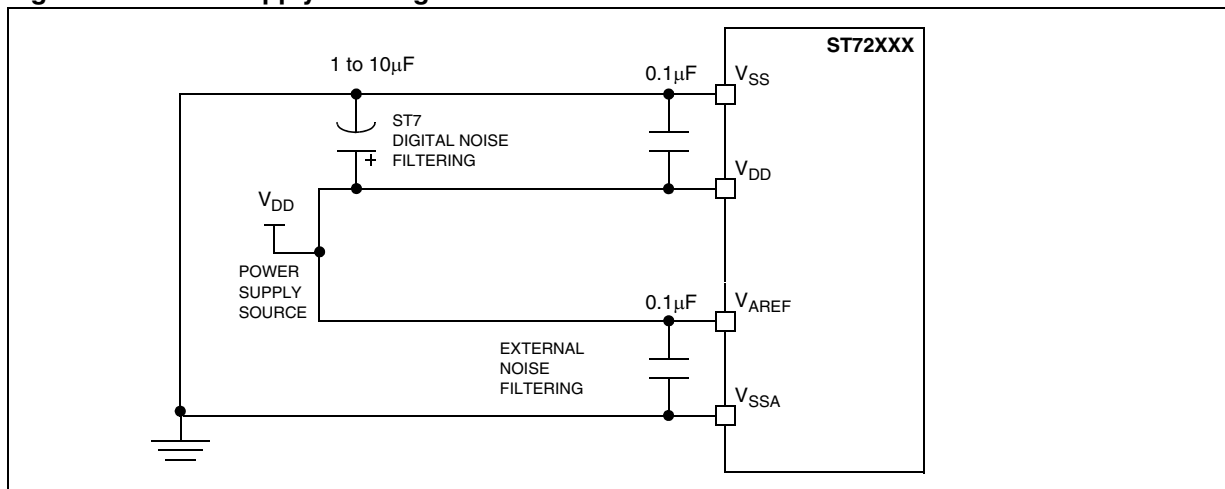 ST72XXX
1 to 10μF
0.1μF
VSS
ST7
DIGITAL NOISE
FILTERING
+
VDD
VDD
POWER
SUPPLY
SOURCE
0.1μF
VAREF
EXTERNAL
NOISE
FILTERING
VSSA